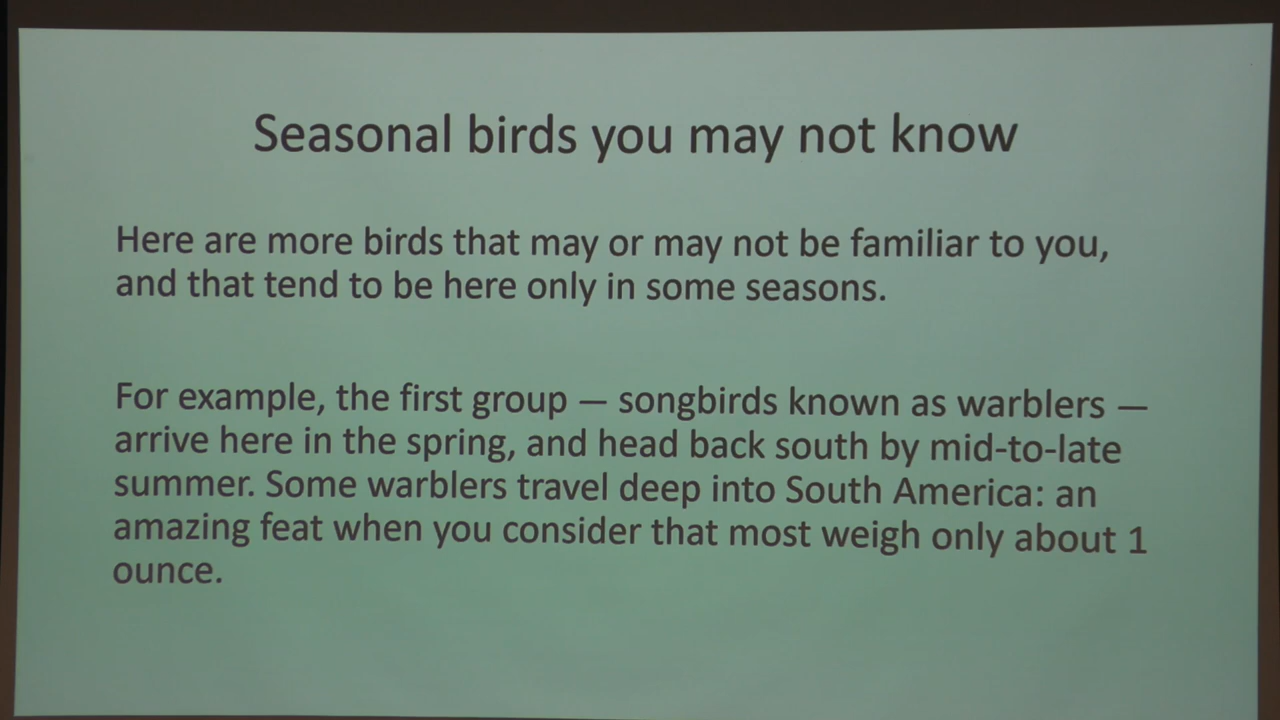 Seasonal birds you may not know
Here are more birds that may or may not be familiar to you,
and that tend to be here only in some seasons.
For example, the first group — songbirds known as warblers —
arrive here in the spring, and head back south by mid-to-late
summer. Some warblers travel deep into South America: an
amazing feat when you consider that most weigh only about 1
ounce.